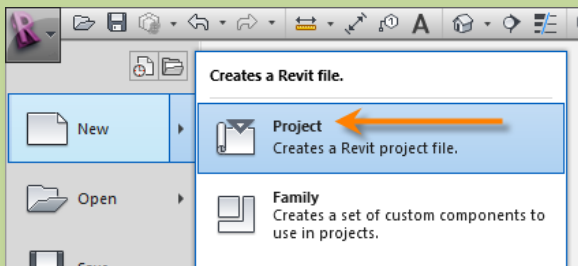 Creates a Revit file.
New
Project
Creates a Revit project file.
Open
Family
Creates a set of custom components to
use in projects.